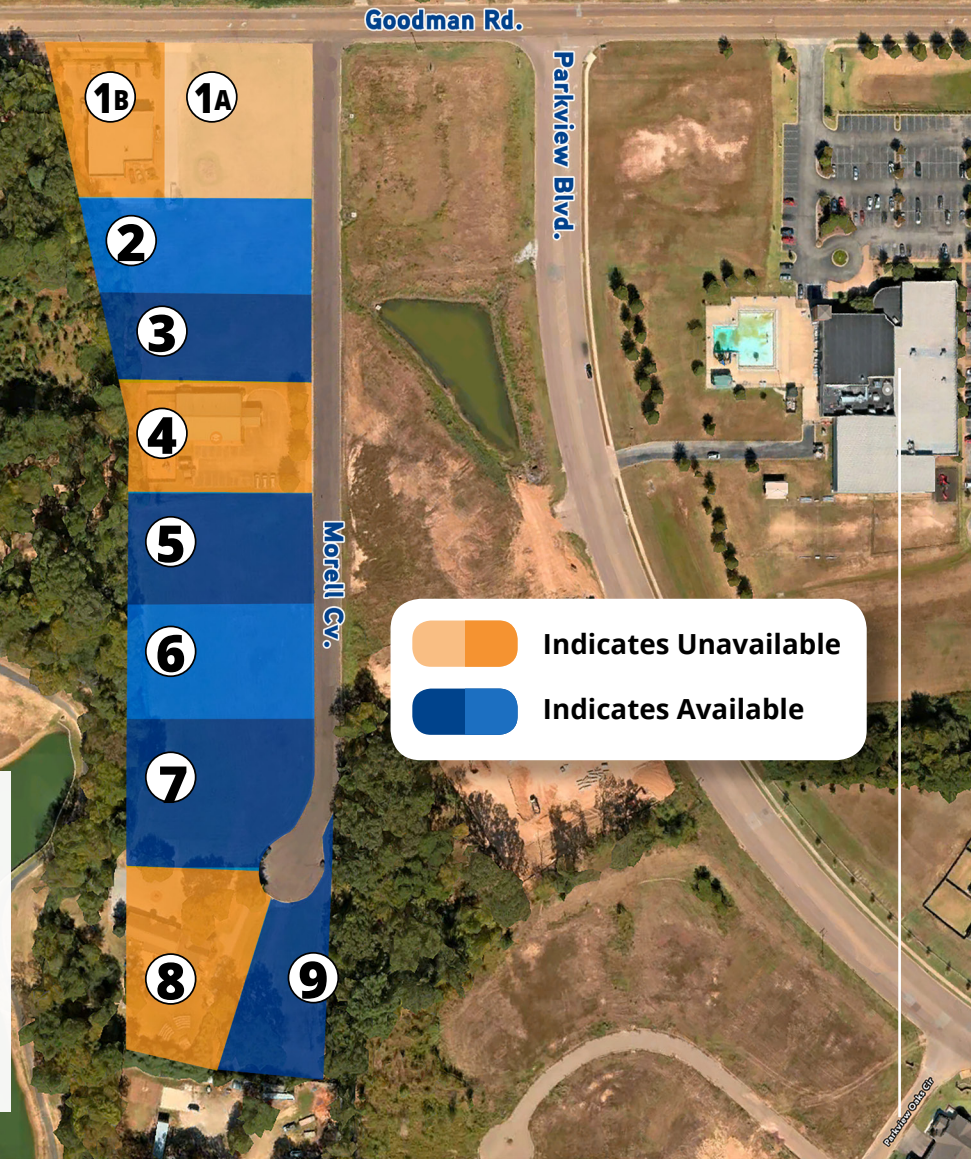 Goodman Rd.
Parkview Blvd.
1B
1A
2
3
4
5
Morell Cv.
6
Indicates Unavailable
Indicates Available
7
8
9
Parkview Oaks Cir